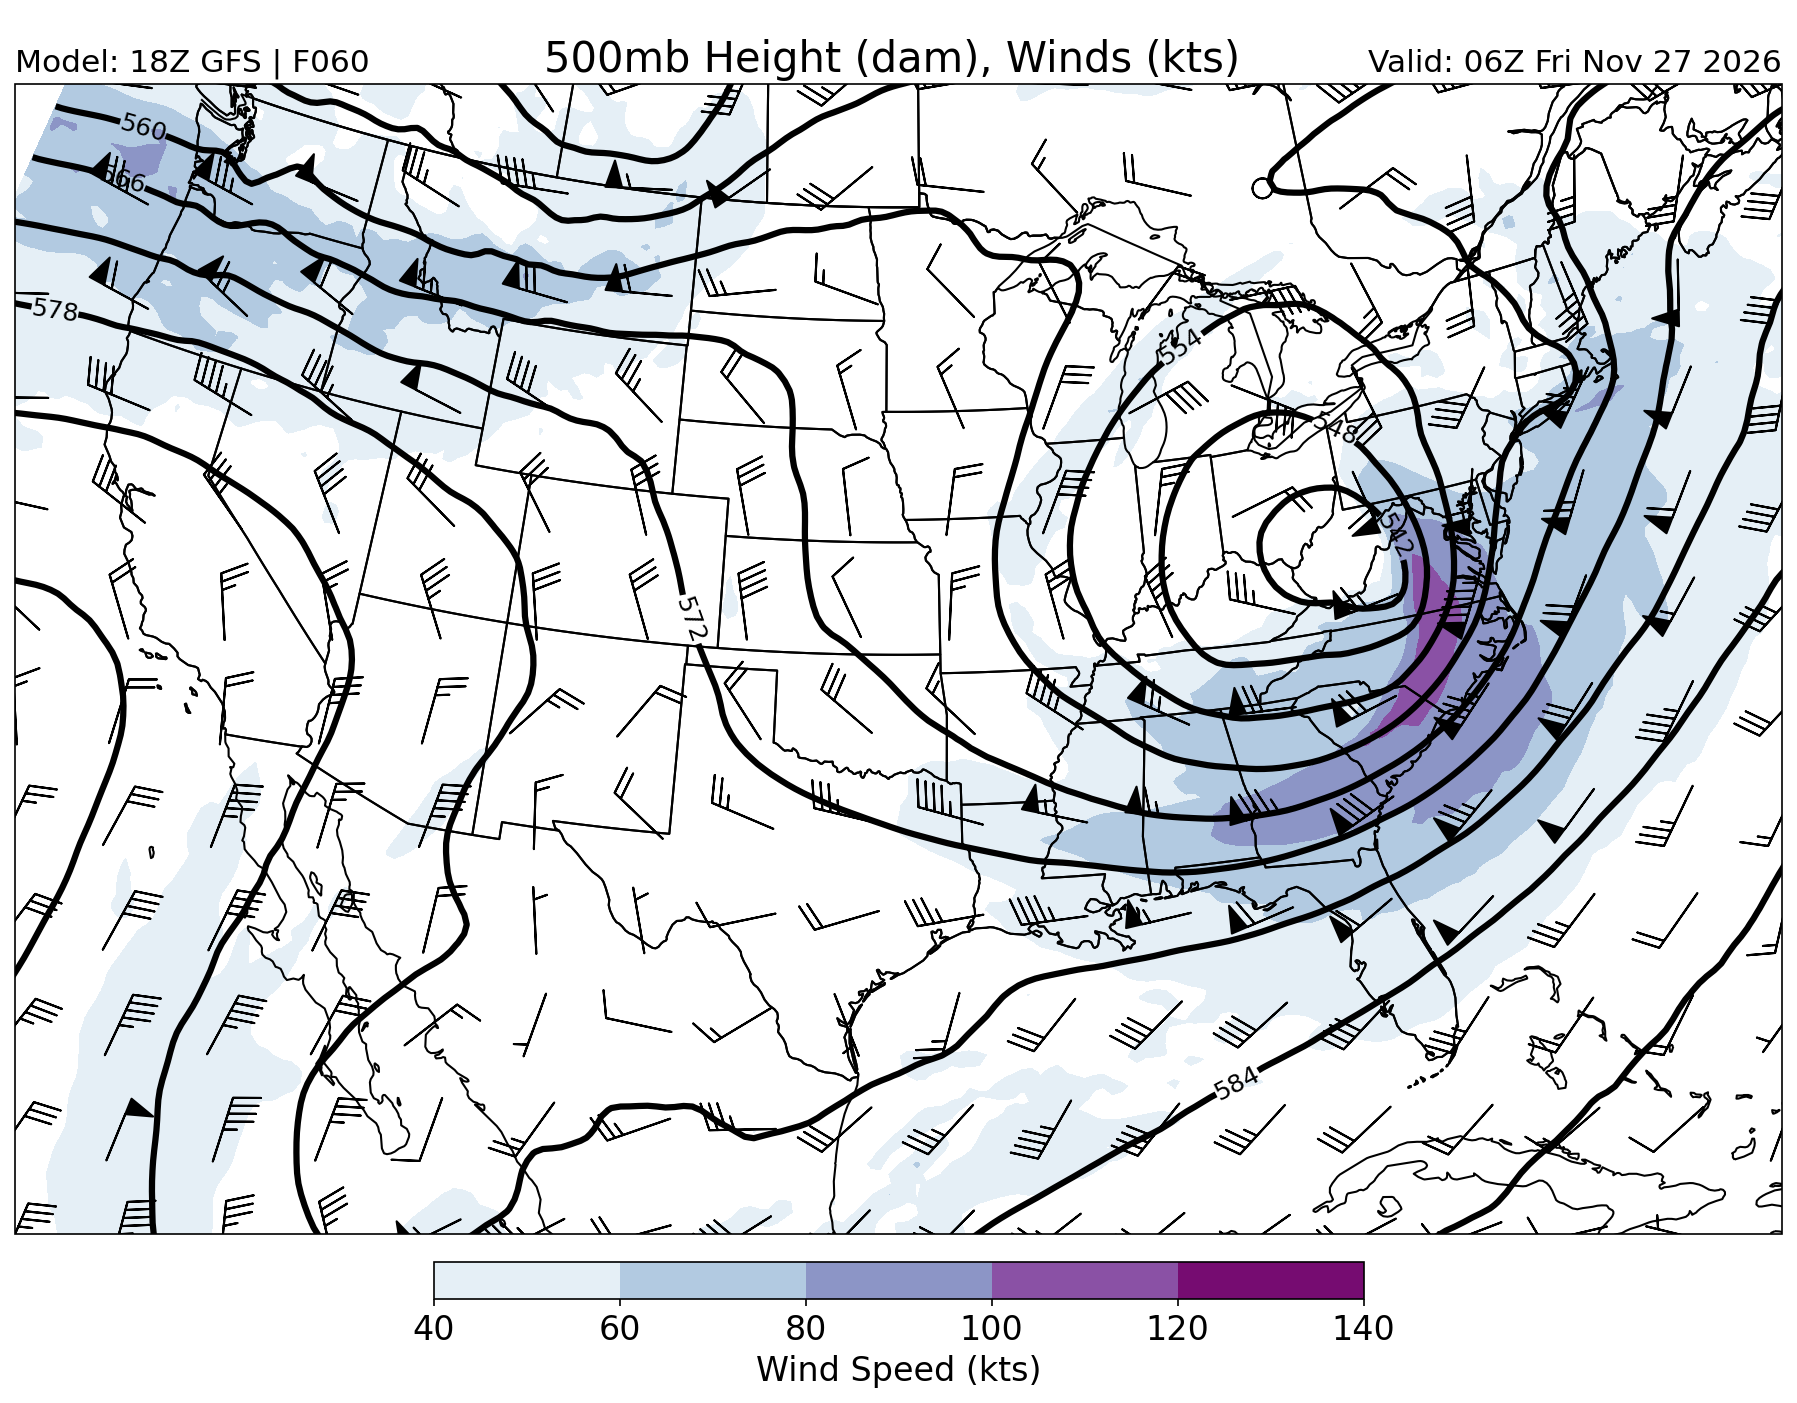 Model: 18Z GFS | F060
500mb Height (dam), Winds (kts)
Valid: 06Z Fri Nov 27 2026
560
566
578
554
548
542
572
584
40 60 80 100 120 140
Wind Speed (kts)